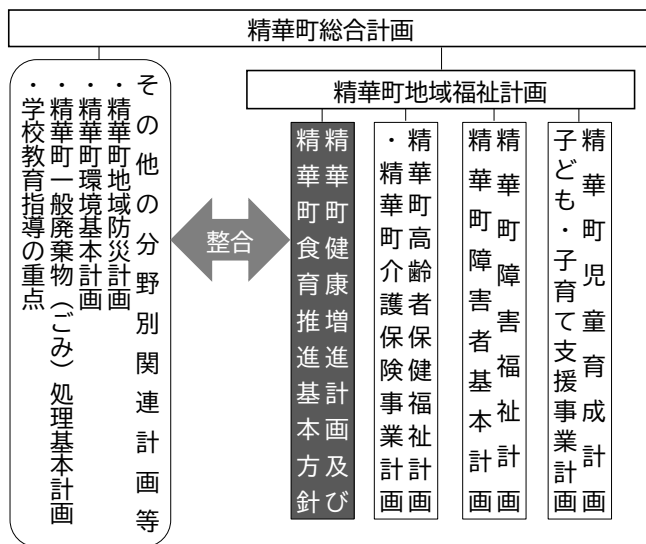 精華町総合計画
精華町地域福祉計画
精華町児童育成計画
子ども・子育て支援事業計画
精華町障害福祉計画
精華町障害者基本計画
精華町高齢者保健福祉計画
・精華町介護保険事業計画
精華町健康増進計画及び
精華町食育推進基本方針
整合
その他の分野別関連計画等
・精華町地域防災計画
・精華町環境基本計画
・精華町一般廃棄物（ごみ）処理基本計画
・学校教育指導の重点